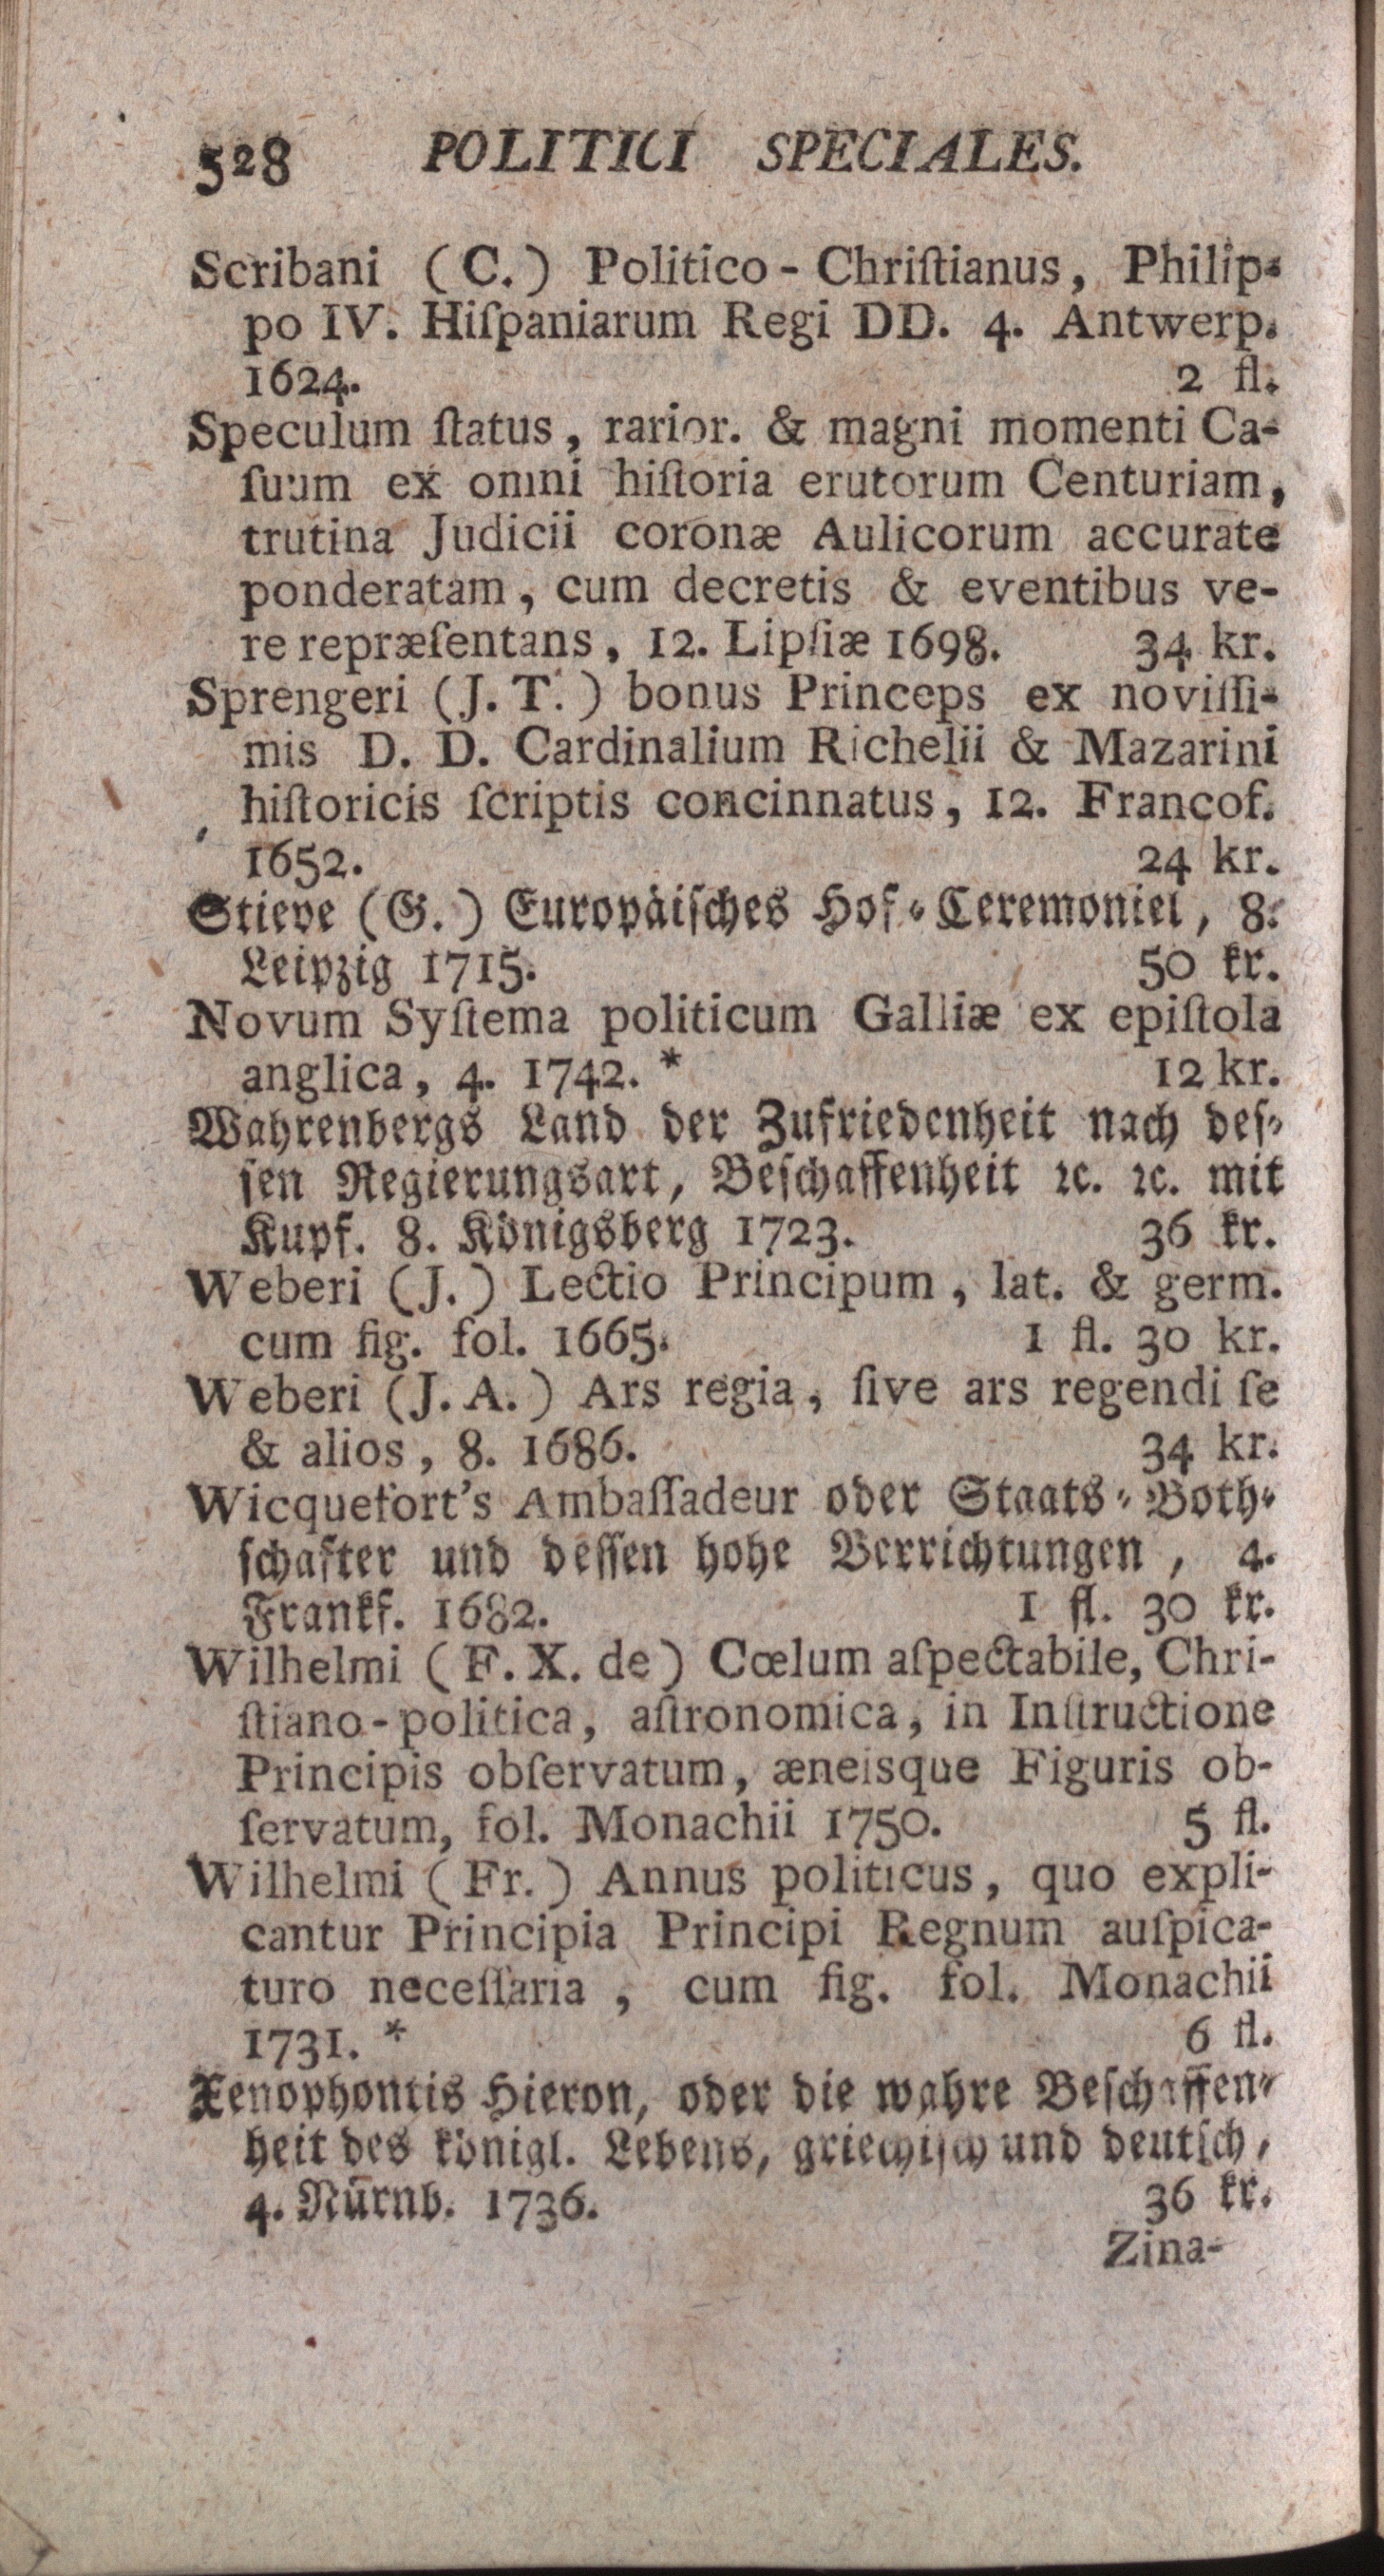 528 POLITICI SPECIALES.
Scribani (C.) Politico-Chriſtianus, Philip-
po IV. Hiſpaniarum Regi DD. 4. Antwerp.
1624. 2 fl.
Speculum ſtatus, rarior. & magni momenti Ca-
ſuum ex omni hiſtoria erutorum Centuriam,
trutina Judicii coronæ Aulicorum accurate
ponderatam, cum decretis & eventibus ve-
re repræſentans, 12. Lipſiæ 1698. 34 kr.
Sprengeri (J. T.) bonus Princeps ex noviſſi-
mis D. D. Cardinalium Richelii & Mazarini
hiſtoricis ſcriptis concinnatus, 12. Francof.
1652. 24 kr.
Stieve (G.) Europäiſches Hof-Ceremoniel, 8.
Leipzig 1715. 50 kr.
Novum Syſtema politicum Galliæ ex epiſtola
anglica, 4. 1742. * 12 kr.
Wahrenbergs Land der Zufriedenheit nach deſ-
ſen Regierungsart, Beſchaffenheit ꝛc. ꝛc. mit
Kupf. 8. Königsberg 1723. 36 kr.
Weberi (J.) Lectio Principum, lat. & germ.
cum fig. fol. 1665. 1 fl. 30 kr.
Weberi (J. A.) Ars regia, ſive ars regendi ſe
& alios, 8. 1686. 34 kr.
Wicquefort's Ambaſſadeur oder Staats-Both-
ſchafter und deſſen hohe Verrichtungen, 4.
Frankf. 1682. 1 fl. 30 kr.
Wilhelmi (F. X. de) Cœlum aſpectabile, Chri-
ſtiano-politica, aſtronomica, in Inſtructione
Principis obſervatum, æneisque Figuris ob-
ſervatum, fol. Monachii 1750. 5 fl.
Wilhelmi (Fr.) Annus politicus, quo expli-
cantur Principia Principi Regnum auſpica-
turo neceſſaria, cum fig. fol. Monachii
1731. * 6 fl.
Xenophontis Hieron, oder die wahre Beſchaffen-
heit des königl. Lebens, griechiſch und deutſch,
4. Nürnb. 1736. 36 kr.
Zina-